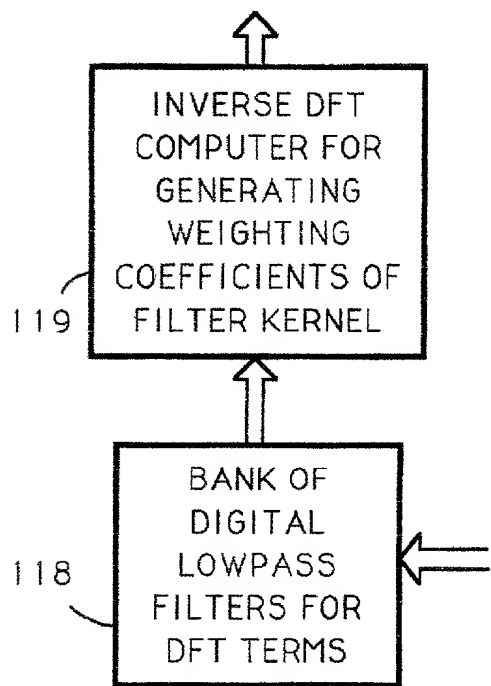 INVERSE DFT
COMPUTER FOR
GENERATING
WEIGHTING
COEFFICIENTS OF
FILTER KERNEL
119
BANK OF
DIGITAL
LOWPASS
FILTERS FOR
DFT TERMS
118